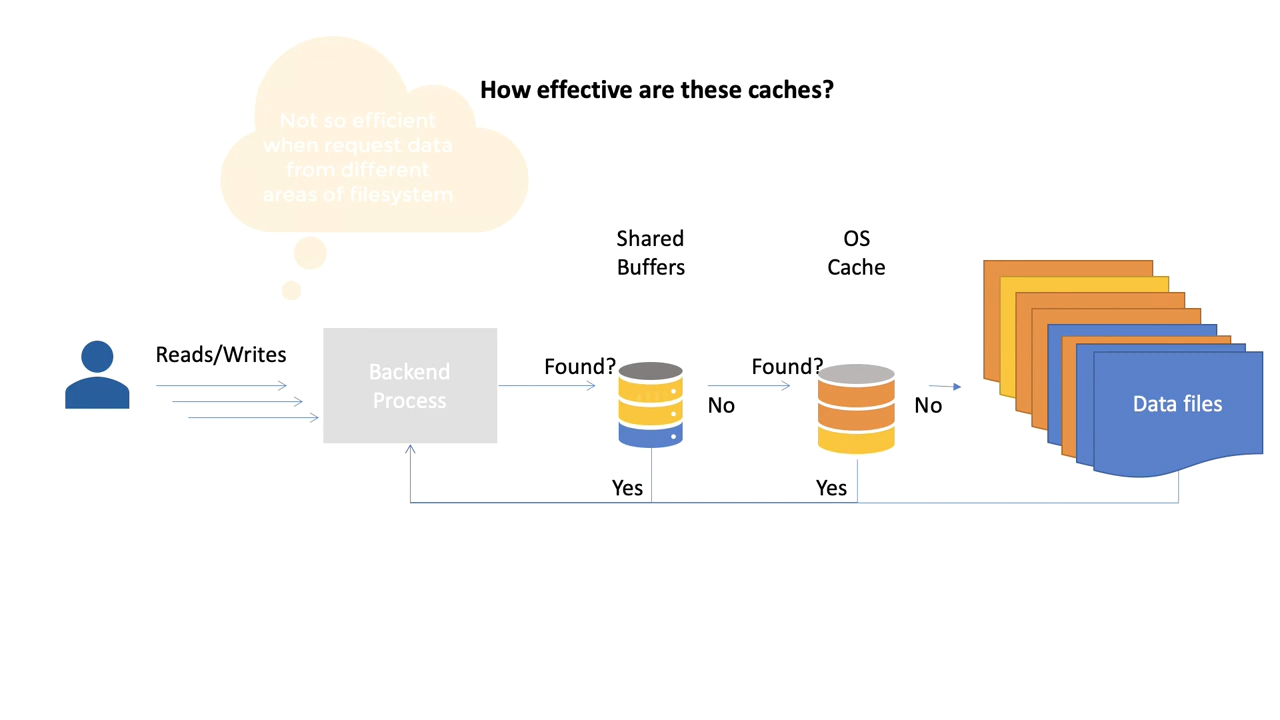 How effective are these caches?
Not so efficient
when request data
from different
areas of filesystem
Shared
Buffers
OS
Cache
Reads/Writes
Backend
Process
Found?
No
Found?
No
Data files
Yes
Yes